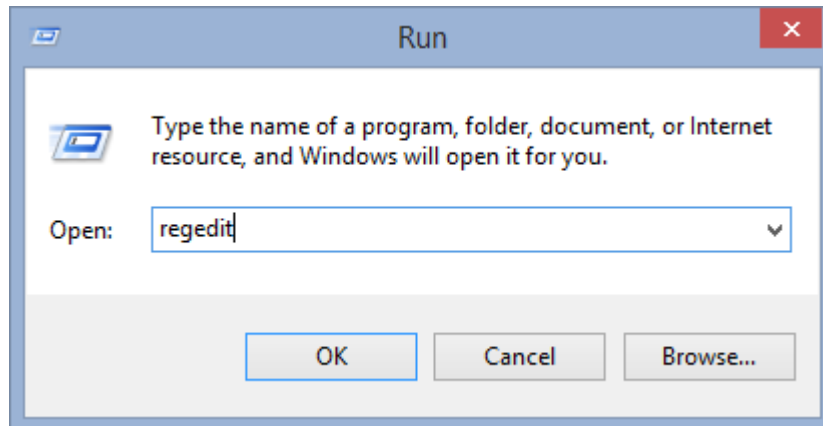 Run
Type the name of a program, folder, document, or Internet
resource, and Windows will open it for you.
Open: regedit
OK Cancel Browse...